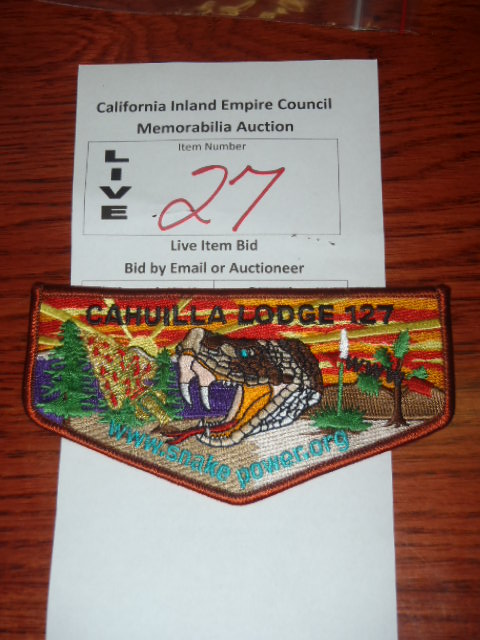 California Inland Empire Council
Memorabilia Auction
Item Number
LIVE
27
Live Item Bid
Bid by Email or Auctioneer
CAHUILLA LODGE 127
WWW
www.snake power.org